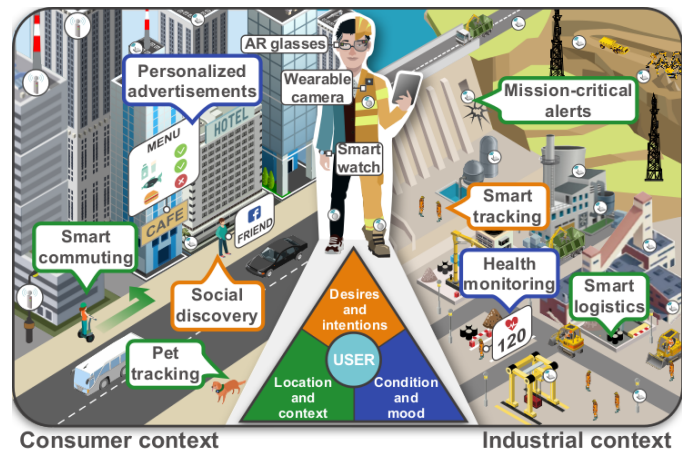 AR glasses
Personalized
advertisements
Wearable
camera
Mission-critical
alerts
MENU
HOTEL
Smart
watch
CAFE
FRIEND
Smart
tracking
Smart
commuting
Health
monitoring
Social
discovery
Desires
and
intentions
Smart
logistics
120
Pet
tracking
USER
Location
and
context
Condition
and
mood
Consumer context
Industrial context